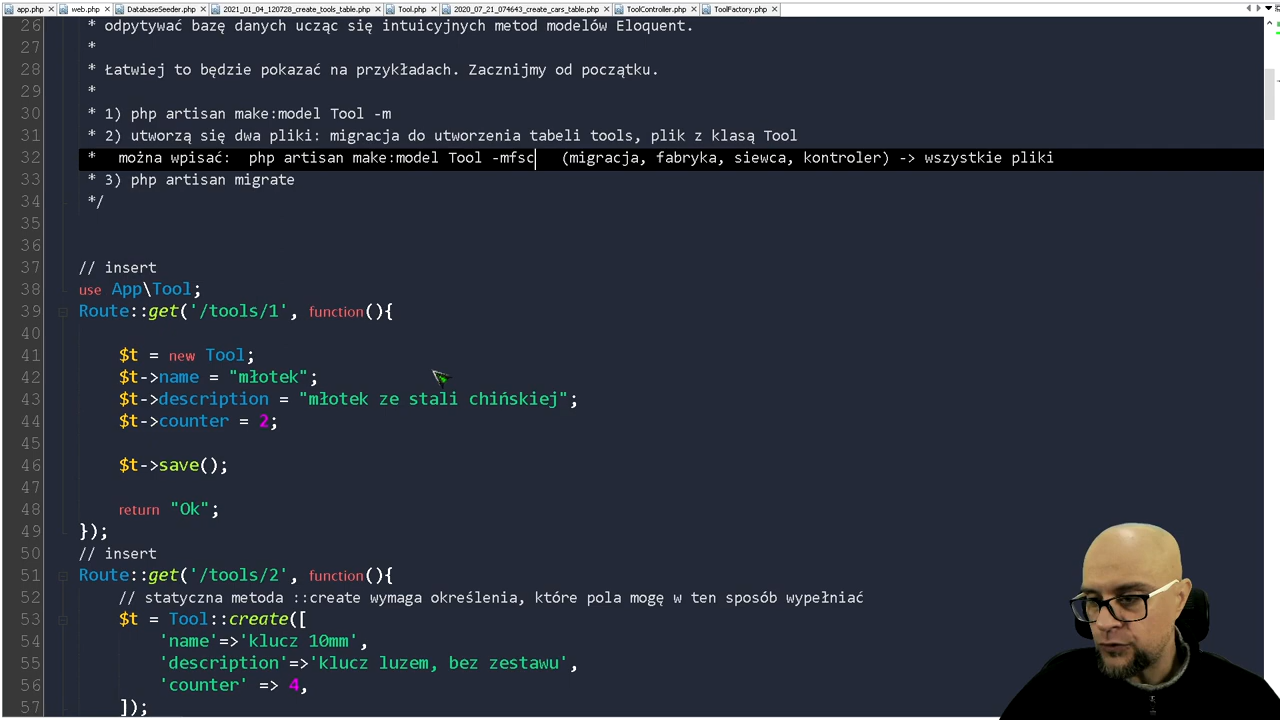 app.php
web.php
DatabaseSeeder.php
2021_01_04_120728_create_tools_table.php
Tool.php
2020_07_21_074643_create_cars_table.php
ToolController.php
ToolFactory.php
26 * odpytywać bazę danych ucząc się intuicyjnych metod modelów Eloquent.
27 *
28 * Łatwiej to będzie pokazać na przykładach. Zacznijmy od początku.
29 *
30 * 1) php artisan make:model Tool -m
31 * 2) utworzą się dwa pliki: migracja do utworzenia tabeli tools, plik z klasą Tool
32 *  można wpisać:  php artisan make:model Tool -mfsc   (migracja, fabryka, siewca, kontroler) -> wszystkie pliki
33 * 3) php artisan migrate
34 */
35
36
37 // insert
38 use App\Tool;
39 Route::get('/tools/1', function(){
40
41 $t = new Tool;
42 $t->name = "młotek";
43 $t->description = "młotek ze stali chińskiej";
44 $t->counter = 2;
45
46 $t->save();
47
48 return "Ok";
49 });
50 // insert
51 Route::get('/tools/2', function(){
52 // statyczna metoda ::create wymaga określenia, które pola mogę w ten sposób wypełniać
53 $t = Tool::create([
54 'name'=>'klucz 10mm',
55 'description'=>'klucz luzem, bez zestawu',
56 'counter' => 4,
57 ]);